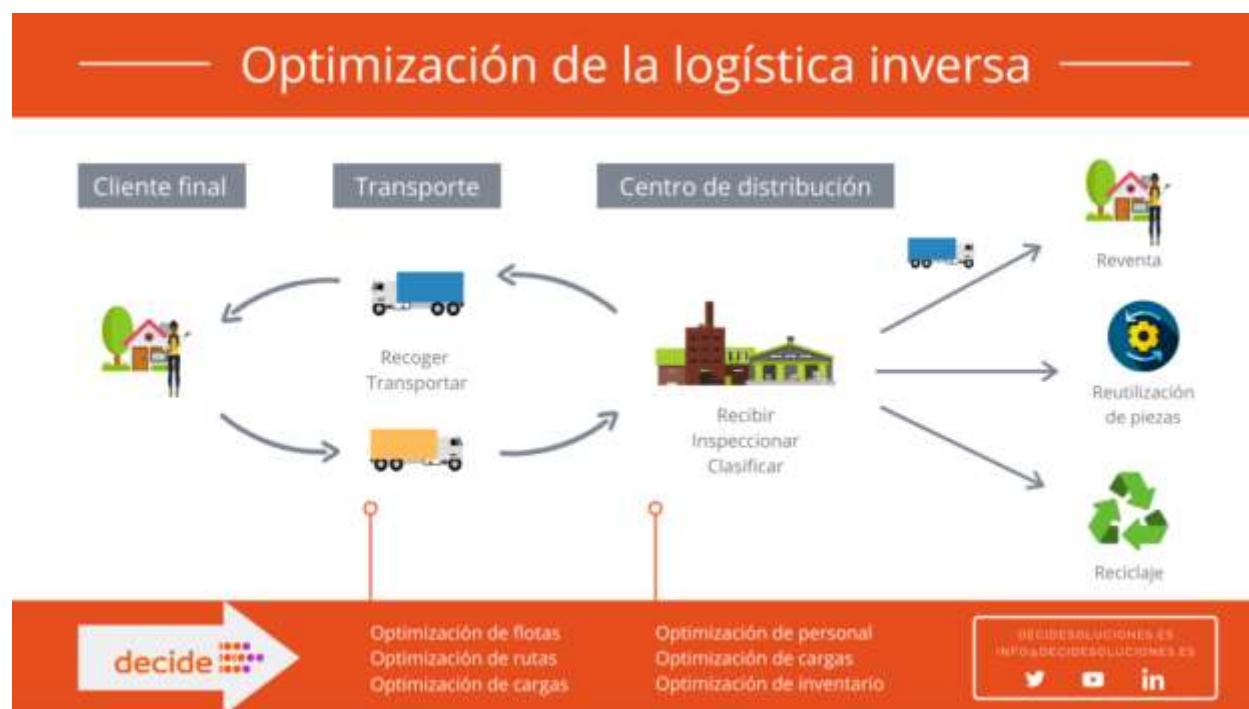 Optimización de la logística inversa
Cliente final
Transporte
Centro de distribución
Recoger
Transportar
Recibir
Inspeccionar
Clasificar
Reventa
Reutilización
de piezas
Reciclaje
decide
Optimización de flotas
Optimización de rutas
Optimización de cargas
Optimización de personal
Optimización de cargas
Optimización de inventario
DECIDESOLUCIONES.ES
INFO@DECIDESOLUCIONES.ES
in